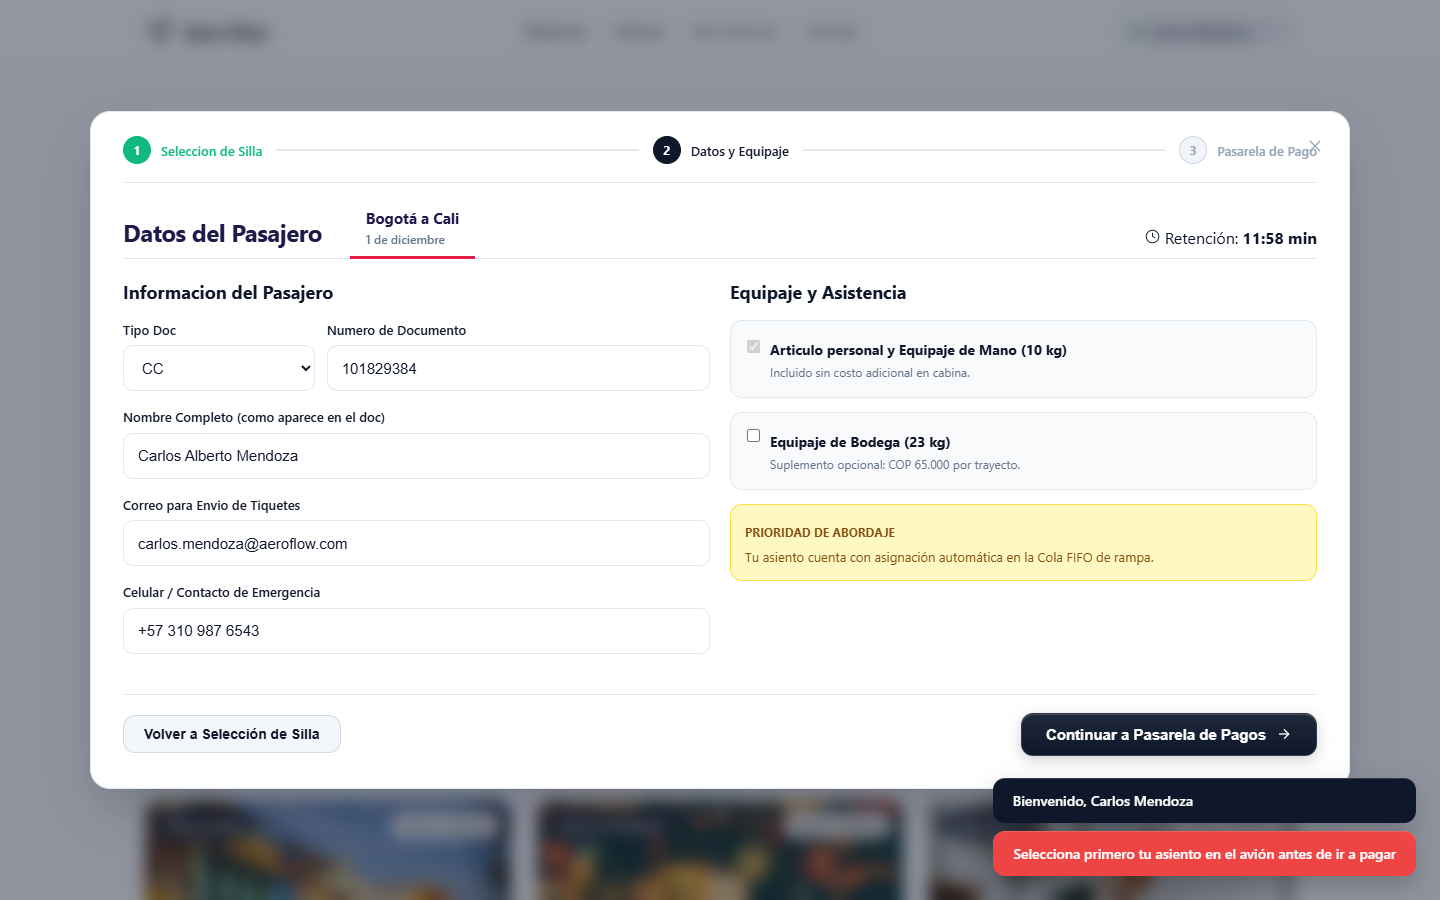 1 Seleccion de Silla
2 Datos y Equipaje
3 Pasarela de Pago
Datos del Pasajero
Bogotá a Cali
1 de diciembre
Retención: 11:58 min
Informacion del Pasajero
Tipo Doc
Numero de Documento
CC
101829384
Nombre Completo (como aparece en el doc)
Carlos Alberto Mendoza
Correo para Envio de Tiquetes
carlos.mendoza@aeroflow.com
Celular / Contacto de Emergencia
+57 310 987 6543
Equipaje y Asistencia
Articulo personal y Equipaje de Mano (10 kg)
Incluido sin costo adicional en cabina.
Equipaje de Bodega (23 kg)
Suplemento opcional: COP 65.000 por trayecto.
PRIORIDAD DE ABORDAJE
Tu asiento cuenta con asignación automática en la Cola FIFO de rampa.
Volver a Selección de Silla
Continuar a Pasarela de Pagos
Bienvenido, Carlos Mendoza
Selecciona primero tu asiento en el avión antes de ir a pagar